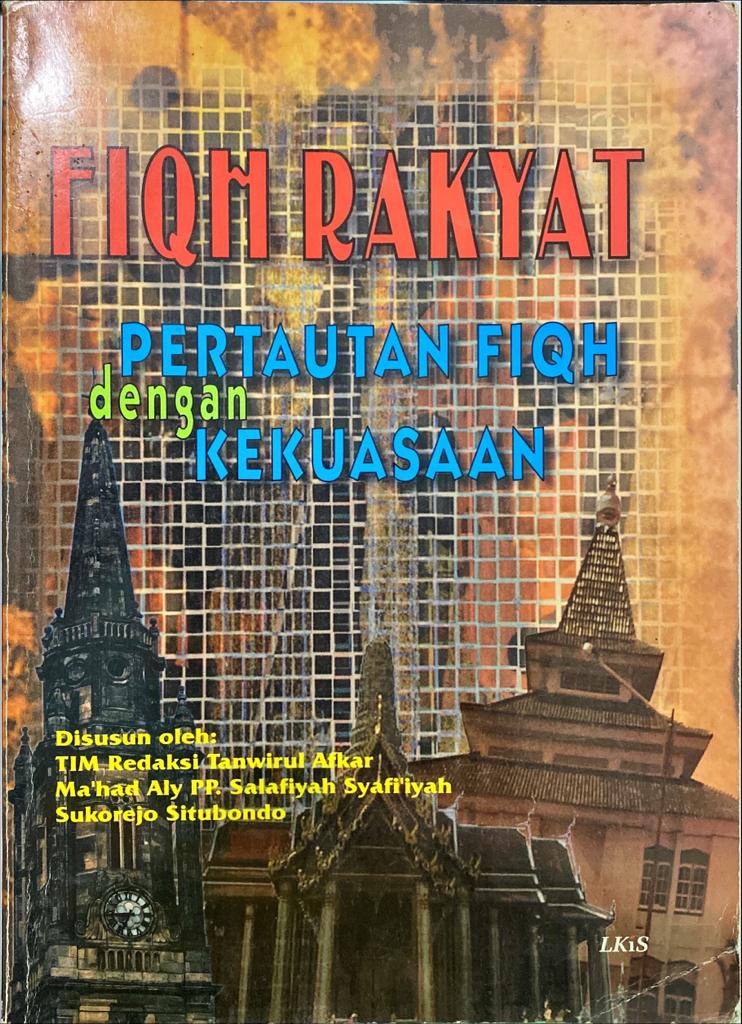 FIQH RAKYAT
PERTAUTAN FIQH
dengan
KEKUASAAN
Disusun oleh:
TIM Redaksi Tanwirul Afkar
Ma'had Aly PP. Salafiyah Syafi'iyah
Sukorejo Situbondo
LKiS